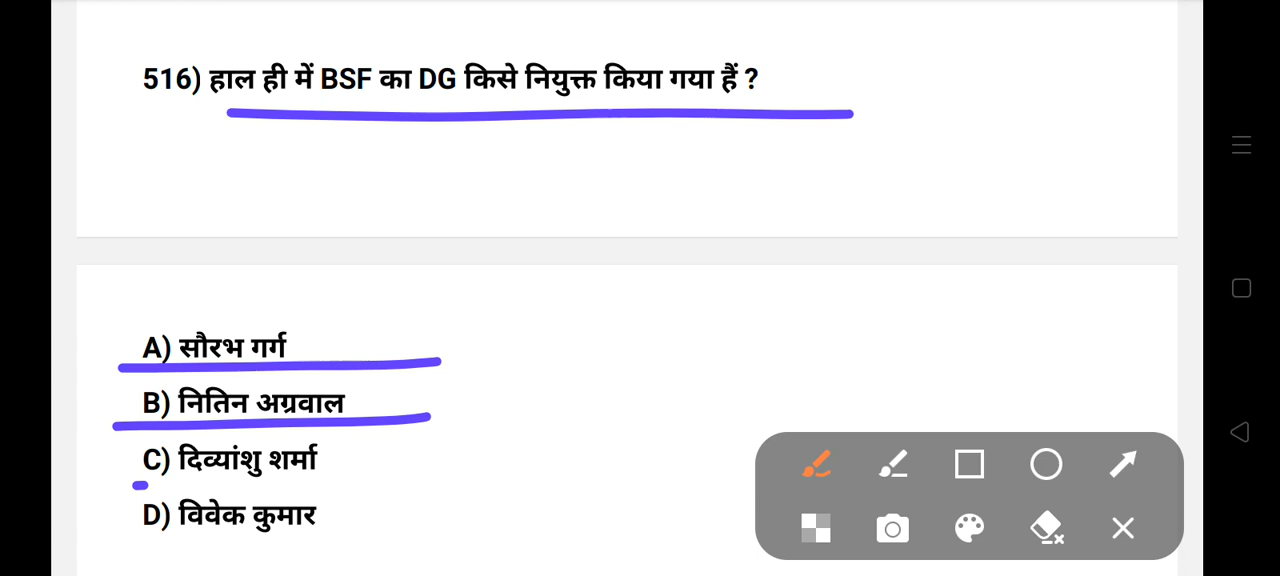 516) हाल ही में BSF का DG किसे नियुक्त किया गया हैं ?
A) सौरभ गर्ग
B) नितिन अग्रवाल
C) दिव्यांशु शर्मा
D) विवेक कुमार